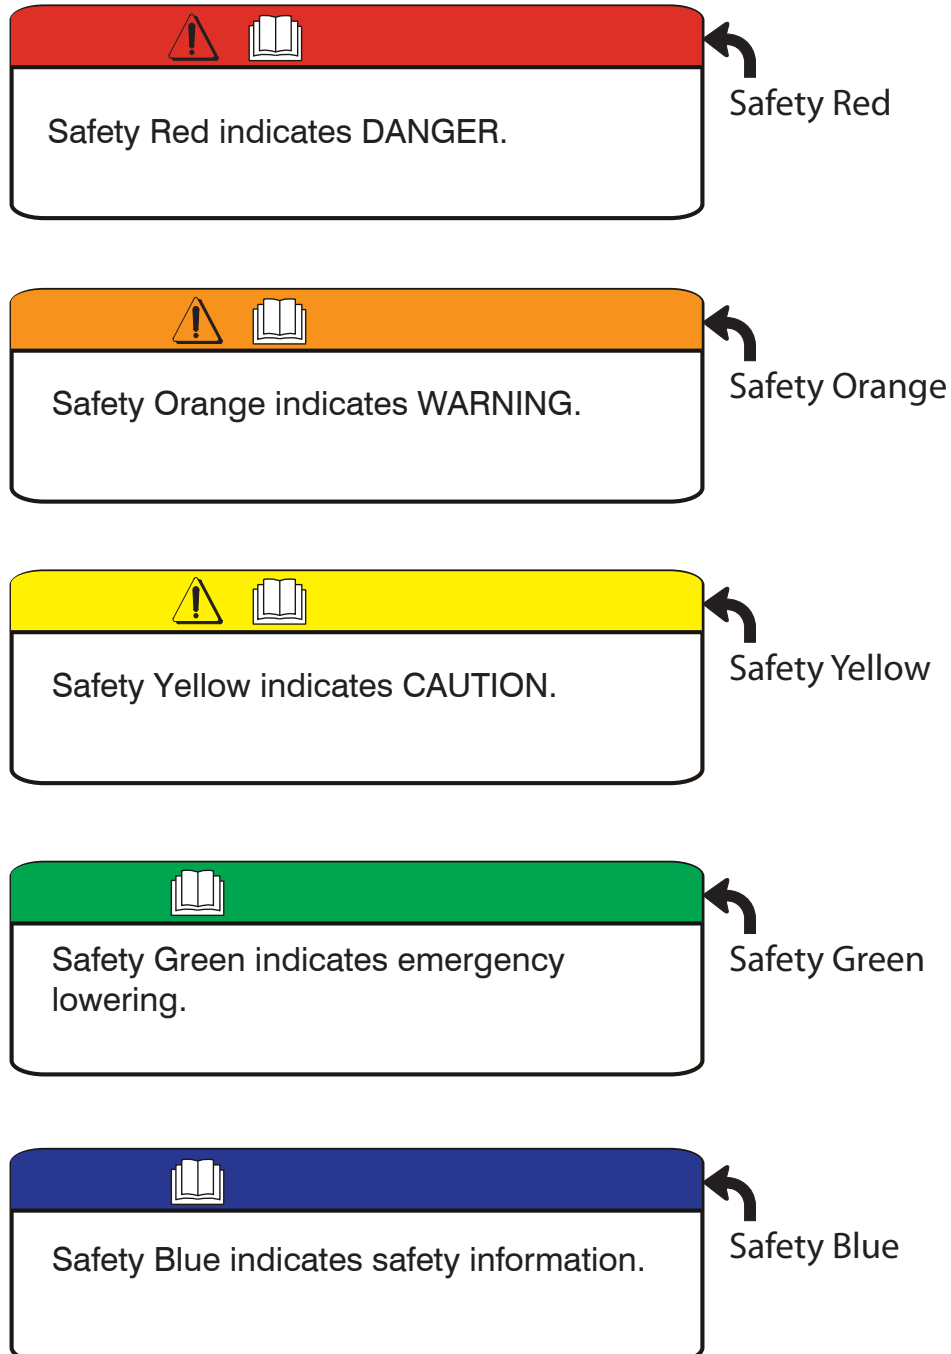 Safety Red indicates DANGER.
Safety Red
Safety Orange indicates WARNING.
Safety Orange
Safety Yellow indicates CAUTION.
Safety Yellow
Safety Green indicates emergency
lowering.
Safety Green
Safety Blue indicates safety information.
Safety Blue